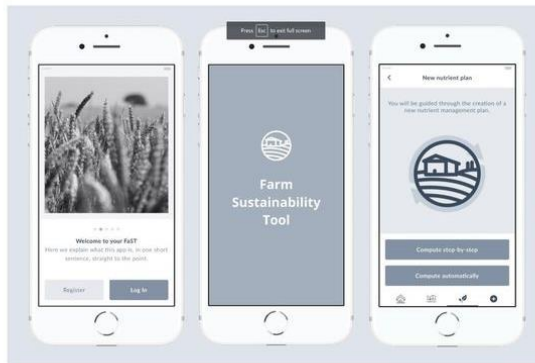 Press Esc to exit full screen
Welcome to your FaST
Here we explain what this app is, in one short
sentence, straight to the point.
Register
Log In
Farm
Sustainability
Tool
New nutrient plan
You will be guided through the creation of a
new nutrient management plan.
Compute step-by-step
Compute automatically